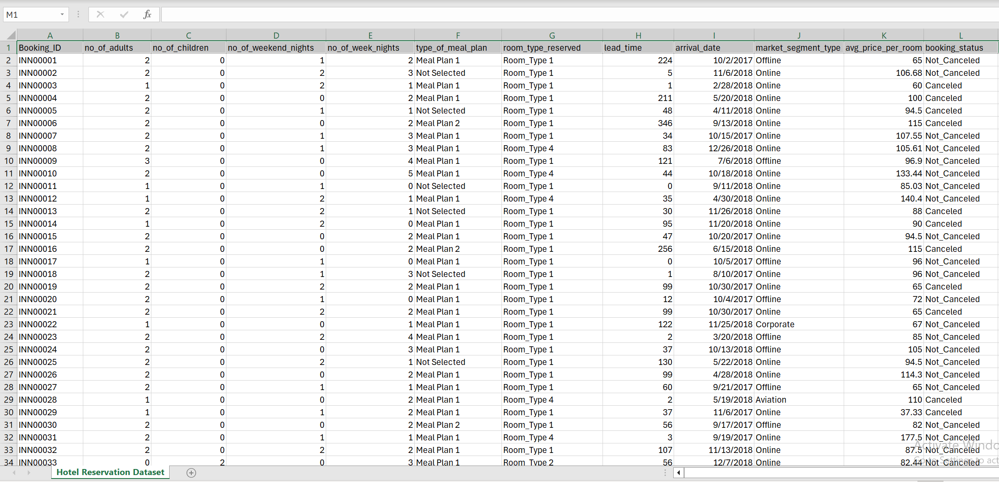 M1 fx
A B C D E F G H I J K L
1 Booking_ID no_of_adults no_of_children no_of_weekend_nights no_of_week_nights type_of_meal_plan room_type_reserved lead_time arrival_date market_segment_type avg_price_per_room booking_status
2 INN00001 2 0 1 2 Meal Plan 1 Room_Type 1 224 10/2/2017 Offline 65 Not_Canceled
3 INN00002 2 0 2 3 Not Selected Room_Type 1 5 11/6/2018 Online 106.68 Not_Canceled
4 INN00003 1 0 2 1 Meal Plan 1 Room_Type 1 1 2/28/2018 Online 60 Canceled
5 INN00004 2 0 0 2 Meal Plan 1 Room_Type 1 211 5/20/2018 Online 100 Canceled
6 INN00005 2 0 1 1 Not Selected Room_Type 1 48 4/11/2018 Online 94.5 Canceled
7 INN00006 2 0 0 2 Meal Plan 2 Room_Type 1 346 9/13/2018 Online 115 Canceled
8 INN00007 2 0 1 3 Meal Plan 1 Room_Type 1 34 10/15/2017 Online 107.55 Not_Canceled
9 INN00008 2 0 1 3 Meal Plan 1 Room_Type 4 83 12/26/2018 Online 105.61 Not_Canceled
10 INN00009 3 0 0 4 Meal Plan 1 Room_Type 1 121 7/6/2018 Offline 96.9 Not_Canceled
11 INN00010 2 0 0 5 Meal Plan 1 Room_Type 4 44 10/18/2018 Online 133.44 Not_Canceled
12 INN00011 1 0 1 0 Not Selected Room_Type 1 0 9/11/2018 Online 85.03 Not_Canceled
13 INN00012 1 0 2 1 Meal Plan 1 Room_Type 4 35 4/30/2018 Online 140.4 Not_Canceled
14 INN00013 2 0 2 1 Not Selected Room_Type 1 30 11/26/2018 Online 88 Canceled
15 INN00014 1 0 2 0 Meal Plan 1 Room_Type 1 95 11/20/2018 Online 90 Canceled
16 INN00015 2 0 0 2 Meal Plan 1 Room_Type 1 47 10/20/2017 Online 94.5 Not_Canceled
17 INN00016 2 0 0 2 Meal Plan 2 Room_Type 1 256 6/15/2018 Online 115 Canceled
18 INN00017 1 0 1 0 Meal Plan 1 Room_Type 1 0 10/5/2017 Offline 96 Not_Canceled
19 INN00018 2 0 1 3 Not Selected Room_Type 1 1 8/10/2017 Online 96 Not_Canceled
20 INN00019 2 0 2 2 Meal Plan 1 Room_Type 1 99 10/30/2017 Online 65 Canceled
21 INN00020 2 0 1 0 Meal Plan 1 Room_Type 1 12 10/4/2017 Offline 72 Not_Canceled
22 INN00021 2 0 2 2 Meal Plan 1 Room_Type 1 99 10/30/2017 Online 65 Canceled
23 INN00022 1 0 0 1 Meal Plan 1 Room_Type 1 122 11/25/2018 Corporate 67 Not_Canceled
24 INN00023 2 0 2 4 Meal Plan 1 Room_Type 1 2 3/20/2018 Offline 85 Not_Canceled
25 INN00024 2 0 0 3 Meal Plan 1 Room_Type 1 37 10/13/2018 Offline 105 Not_Canceled
26 INN00025 2 0 2 1 Not Selected Room_Type 1 130 5/22/2018 Online 94.5 Not_Canceled
27 INN00026 2 0 0 2 Meal Plan 1 Room_Type 1 99 4/28/2018 Online 114.3 Not_Canceled
28 INN00027 2 0 1 1 Meal Plan 1 Room_Type 1 60 9/21/2017 Offline 65 Not_Canceled
29 INN00028 1 0 0 2 Meal Plan 1 Room_Type 4 2 5/19/2018 Aviation 110 Canceled
30 INN00029 1 0 1 2 Meal Plan 1 Room_Type 1 37 11/6/2017 Online 37.33 Canceled
31 INN00030 2 0 0 2 Meal Plan 2 Room_Type 1 56 9/17/2017 Offline 82 Not_Canceled
32 INN00031 2 0 1 1 Meal Plan 1 Room_Type 4 3 9/19/2017 Online 177.5 Not_Canceled
Activate Windo
33 INN00032 2 0 2 2 Meal Plan 1 Room_Type 1 107 11/13/2018 Online 87.5 Not_Canceled
Go to Settings to act
34 INN00033 0 2 0 3 Meal Plan 1 Room_Type 2 56 12/7/2018 Online 82.44 Not_Canceled
Hotel Reservation Dataset